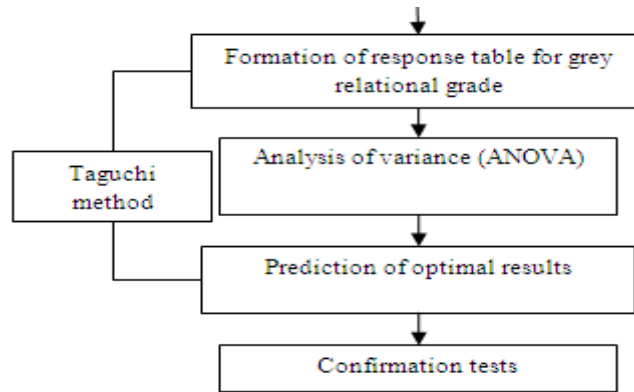 Formation of response table for grey
relational grade
Analysis of variance (ANOVA)
Taguchi
method
Prediction of optimal results
Confirmation tests